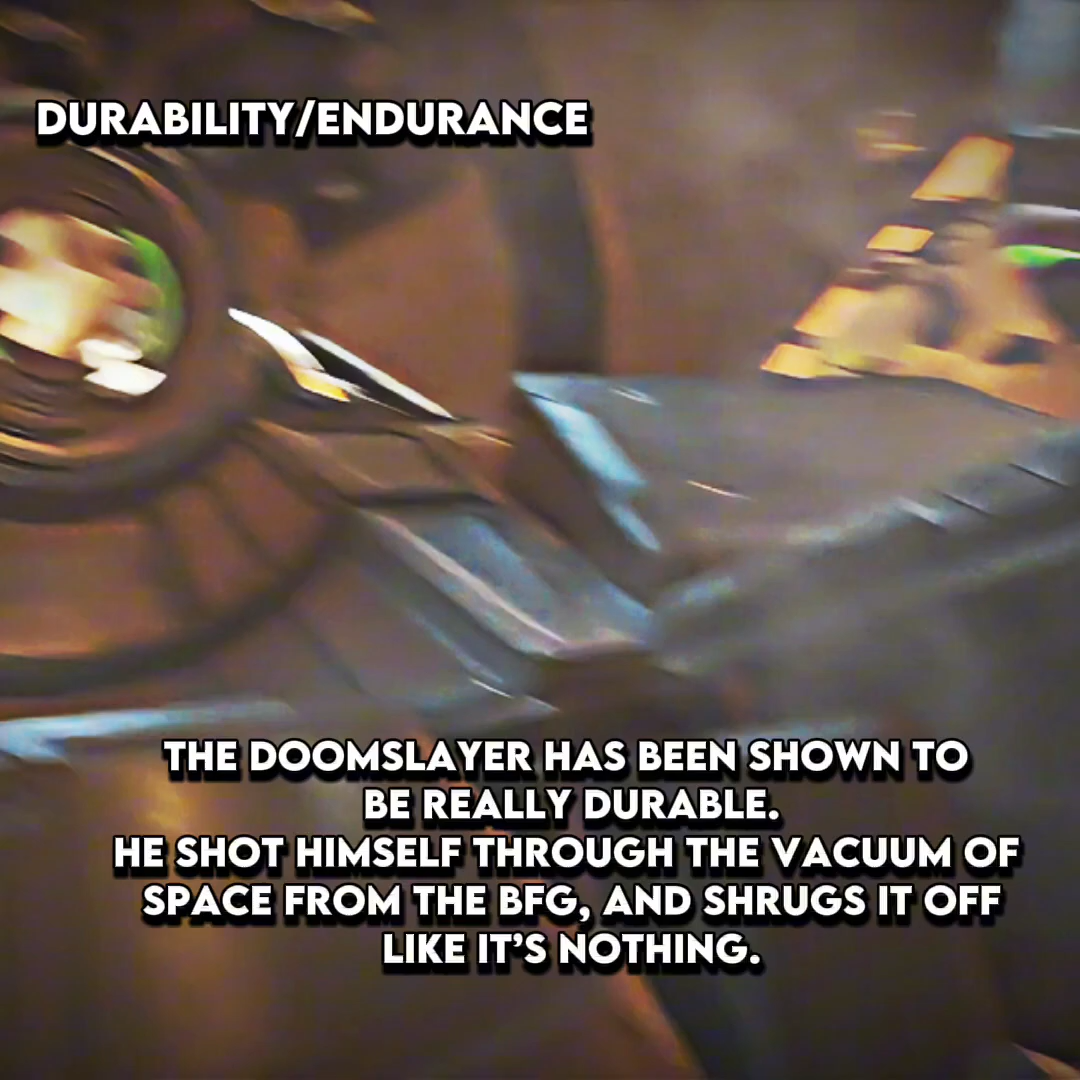 DURABILITY/ENDURANCE
THE DOOMSLAYER HAS BEEN SHOWN TO
BE REALLY DURABLE.
HE SHOT HIMSELF THROUGH THE VACUUM OF
SPACE FROM THE BFG, AND SHRUGS IT OFF
LIKE IT'S NOTHING.